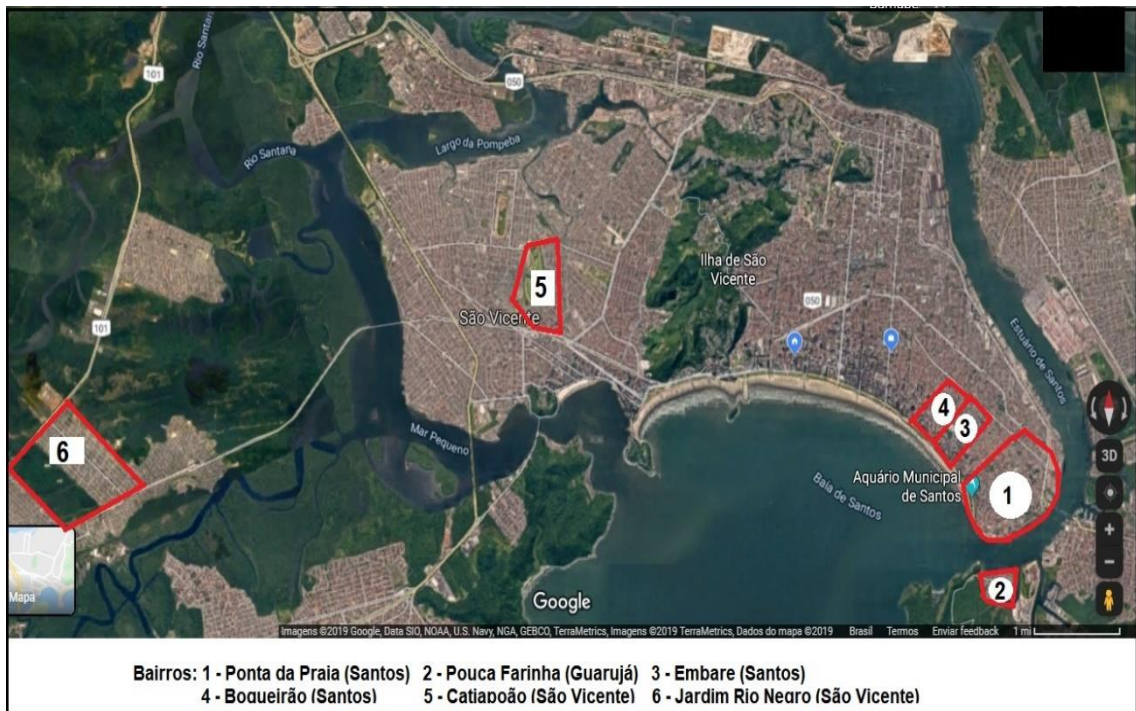 Rio Santana
101
050
Largo da Pompeba
Rio Santana
Ilha de São
Vicente
050
5
São Vicente
101
Estuário de Santos
4
3
3D
6
Mar Pequeno
Aquário Municipal
de Santos
1
Baía de Santos
Mapa
2
Google
Imagens ©2019 Google, Data SIO, NOAA, U.S. Navy, NGA, GEBCO, TerraMetrics, Imagens ©2019 TerraMetrics, Dados do mapa ©2019 Brasil Termos Enviar feedback 1 mi
Bairros: 1 - Ponta da Praia (Santos) 2 - Pouca Farinha (Guarujá) 3 - Embare (Santos)
4 - Boqueirão (Santos) 5 - Catiapoão (São Vicente) 6 - Jardim Rio Negro (São Vicente)